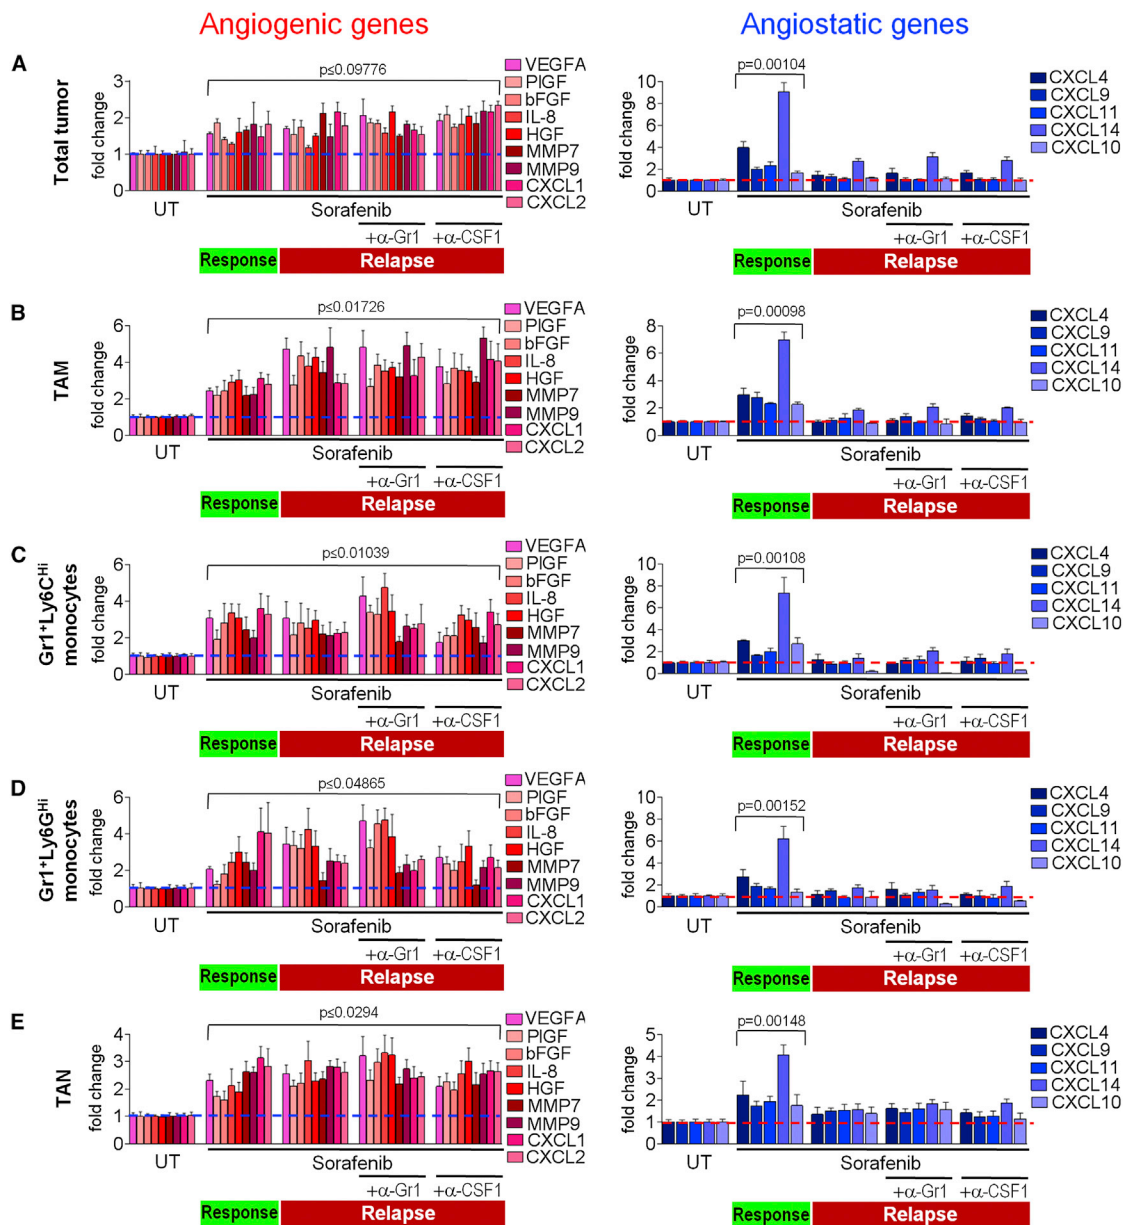 Angiogenic genes
Angiostatic genes
A
Total tumor
fold change
3
2
1
0
p≤0.09776
UT
Sorafenib
+α-Gr1
+α-CSF1
Response
Relapse
VEGFA
PlGF
bFGF
IL-8
HGF
MMP7
MMP9
CXCL1
CXCL2
fold change
10
8
6
4
2
0
p=0.00104
UT
Sorafenib
+α-Gr1
+α-CSF1
Response
Relapse
CXCL4
CXCL9
CXCL11
CXCL14
CXCL10
B
TAM
fold change
6
4
2
0
p≤0.01726
UT
Sorafenib
+α-Gr1
+α-CSF1
Response
Relapse
VEGFA
PlGF
bFGF
IL-8
HGF
MMP7
MMP9
CXCL1
CXCL2
fold change
8
6
4
2
0
p=0.00098
UT
Sorafenib
+α-Gr1
+α-CSF1
Response
Relapse
CXCL4
CXCL9
CXCL11
CXCL14
CXCL10
C
Gr1⁺Ly6Cᴴⁱ
monocytes
fold change
6
4
2
0
p≤0.01039
UT
Sorafenib
+α-Gr1
+α-CSF1
Response
Relapse
VEGFA
PlGF
bFGF
IL-8
HGF
MMP7
MMP9
CXCL1
CXCL2
fold change
10
8
6
4
2
0
p=0.00108
UT
Sorafenib
+α-Gr1
+α-CSF1
Response
Relapse
CXCL4
CXCL9
CXCL11
CXCL14
CXCL10
D
Gr1⁺Ly6Gᴴⁱ
monocytes
fold change
6
4
2
0
p≤0.04865
UT
Sorafenib
+α-Gr1
+α-CSF1
Response
Relapse
VEGFA
PlGF
bFGF
IL-8
HGF
MMP7
MMP9
CXCL1
CXCL2
fold change
10
8
6
4
2
0
p=0.00152
UT
Sorafenib
+α-Gr1
+α-CSF1
Response
Relapse
CXCL4
CXCL9
CXCL11
CXCL14
CXCL10
E
TAN
fold change
4
3
2
1
0
p≤0.0294
UT
Sorafenib
+α-Gr1
+α-CSF1
Response
Relapse
VEGFA
PlGF
bFGF
IL-8
HGF
MMP7
MMP9
CXCL1
CXCL2
fold change
5
4
3
2
1
0
p=0.00148
UT
Sorafenib
+α-Gr1
+α-CSF1
Response
Relapse
CXCL4
CXCL9
CXCL11
CXCL14
CXCL10